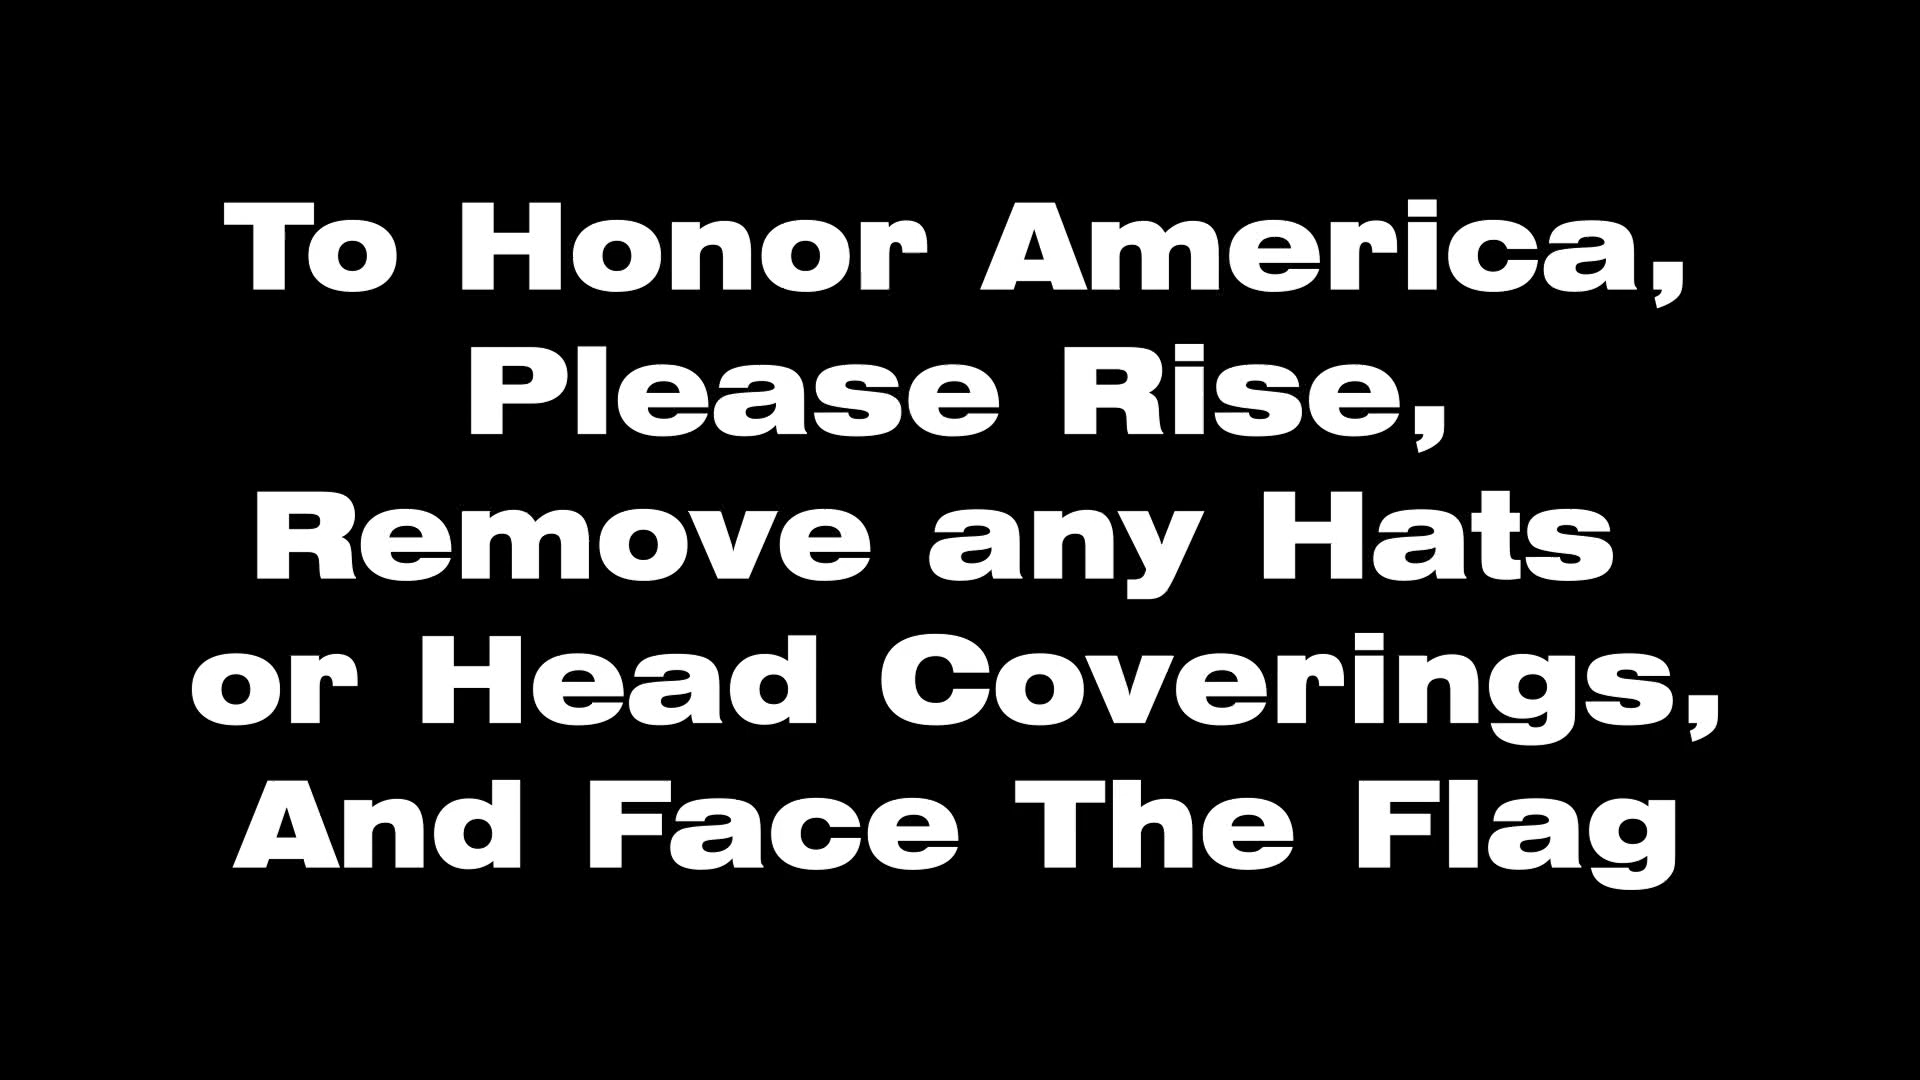 To Honor America,
Please Rise,
Remove any Hats
or Head Coverings,
And Face The Flag